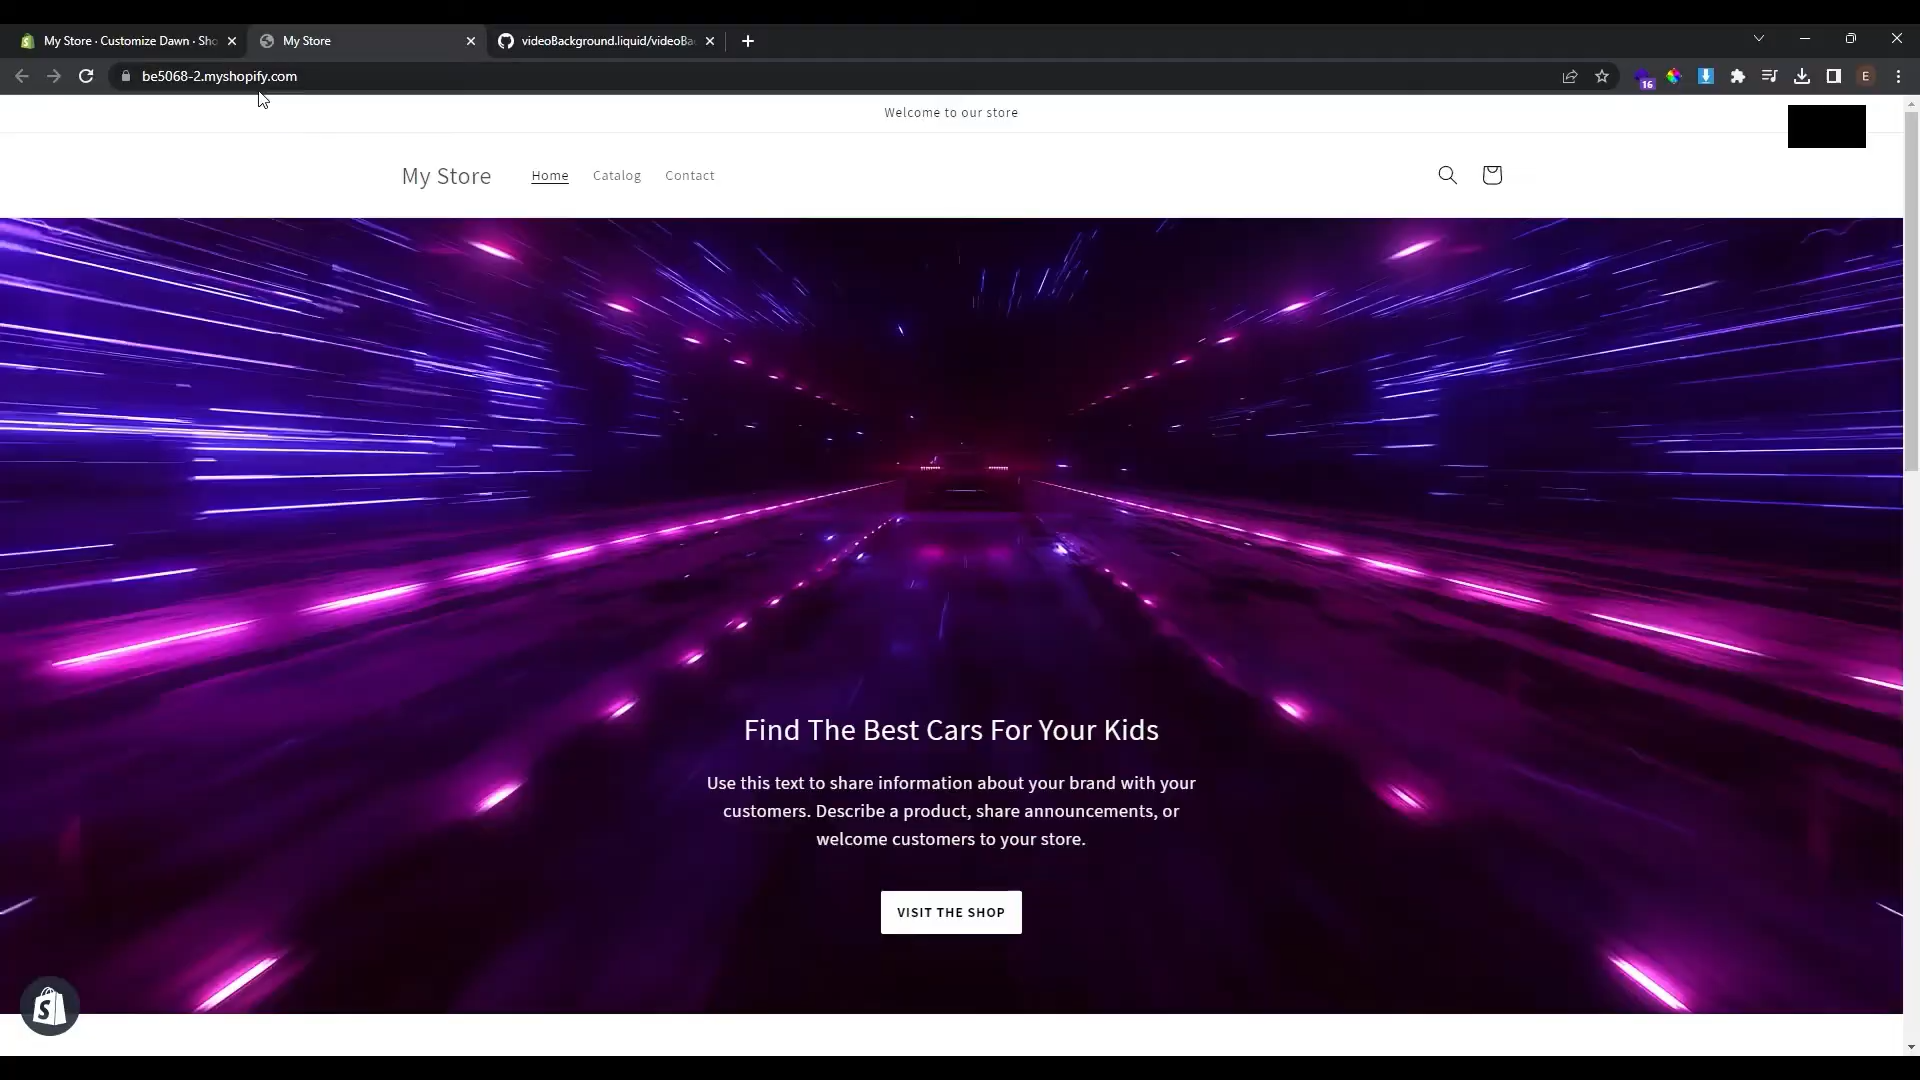 My Store · Customize Dawn · Sho
My Store
videoBackground.liquid/videoBa
be5068-2.myshopify.com
16
E
Welcome to our store
My Store
Home
Catalog
Contact
Find The Best Cars For Your Kids
Use this text to share information about your brand with your
customers. Describe a product, share announcements, or
welcome customers to your store.
VISIT THE SHOP